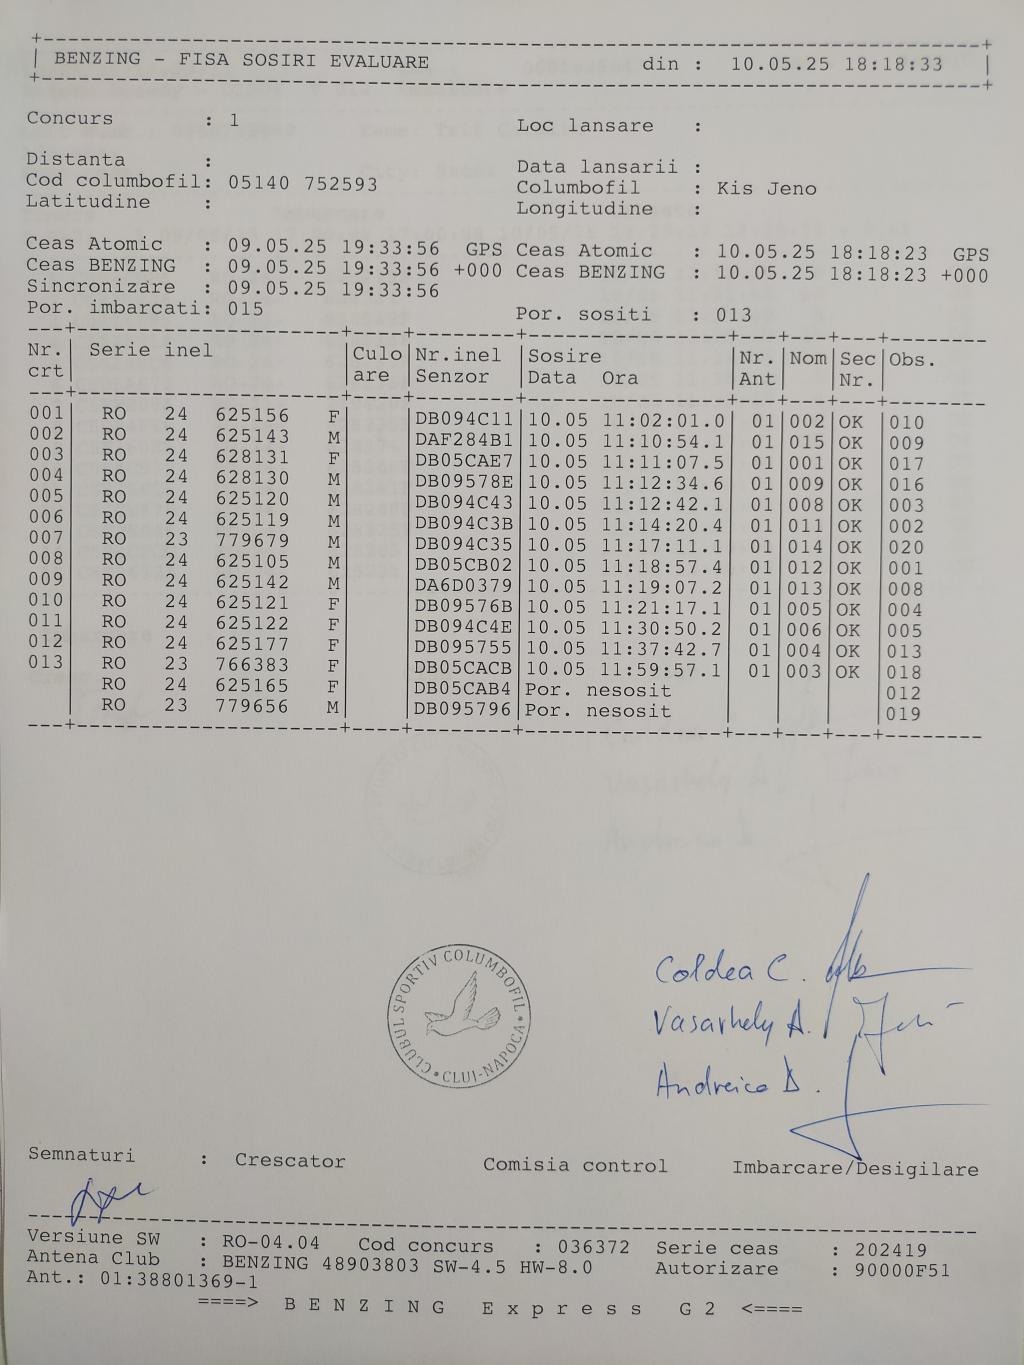 +----------------------------------------------------------------------------+
| BENZING - FISA SOSIRI EVALUARE din : 10.05.25 18:18:33 |
+----------------------------------------------------------------------------+
Concurs : 1 Loc lansare :
Distanta : Data lansarii :
Cod columbofil: 05140 752593 Columbofil : Kis Jeno
Latitudine : Longitudine :
Ceas Atomic : 09.05.25 19:33:56 GPS Ceas Atomic : 10.05.25 18:18:23 GPS
Ceas BENZING : 09.05.25 19:33:56 +000 Ceas BENZING : 10.05.25 18:18:23 +000
Sincronizare : 09.05.25 19:33:56
Por. imbarcati: 015 Por. sositi : 013
Nr. | Serie inel |Culo|Nr.inel |Sosire |Nr.|Nom|Sec|Obs.
crt| |are |Senzor |Data Ora |Ant| |Nr.|
001 | RO 24 625156 F| |DB094C11|10.05 11:02:01.0| 01|002|OK |010
002 | RO 24 625143 M| |DAF284B1|10.05 11:10:54.1| 01|015|OK |009
003 | RO 24 628131 F| |DB05CAE7|10.05 11:11:07.5| 01|001|OK |017
004 | RO 24 628130 M| |DB09578E|10.05 11:12:34.6| 01|009|OK |016
005 | RO 24 625120 M| |DB094C43|10.05 11:12:42.1| 01|008|OK |003
006 | RO 24 625119 M| |DB094C3B|10.05 11:14:20.4| 01|011|OK |002
007 | RO 23 779679 M| |DB094C35|10.05 11:17:11.1| 01|014|OK |020
008 | RO 24 625105 M| |DB05CB02|10.05 11:18:57.4| 01|012|OK |001
009 | RO 24 625142 M| |DA6D0379|10.05 11:19:07.2| 01|013|OK |008
010 | RO 24 625121 F| |DB09576B|10.05 11:21:17.1| 01|005|OK |004
011 | RO 24 625122 F| |DB094C4E|10.05 11:30:50.2| 01|006|OK |005
012 | RO 24 625177 F| |DB095755|10.05 11:37:42.7| 01|004|OK |013
013 | RO 23 766383 F| |DB05CACB|10.05 11:59:57.1| 01|003|OK |018
| RO 24 625165 F| |DB05CAB4|Por. nesosit | | | |012
| RO 23 779656 M| |DB095796|Por. nesosit | | | |019
CLUBUL SPORTIV COLUMBOFIL
• CLUJ-NAPOCA •
Coldea C.
Vasarhely A.
Andreica D.
Semnaturi : Crescator Comisia control Imbarcare/Desigilare
Versiune SW : RO-04.04 Cod concurs : 036372 Serie ceas : 202419
Antena Club : BENZING 48903803 SW-4.5 HW-8.0 Autorizare : 90000F51
Ant.: 01:38801369-1
====> B E N Z I N G E x p r e s s G 2 <====